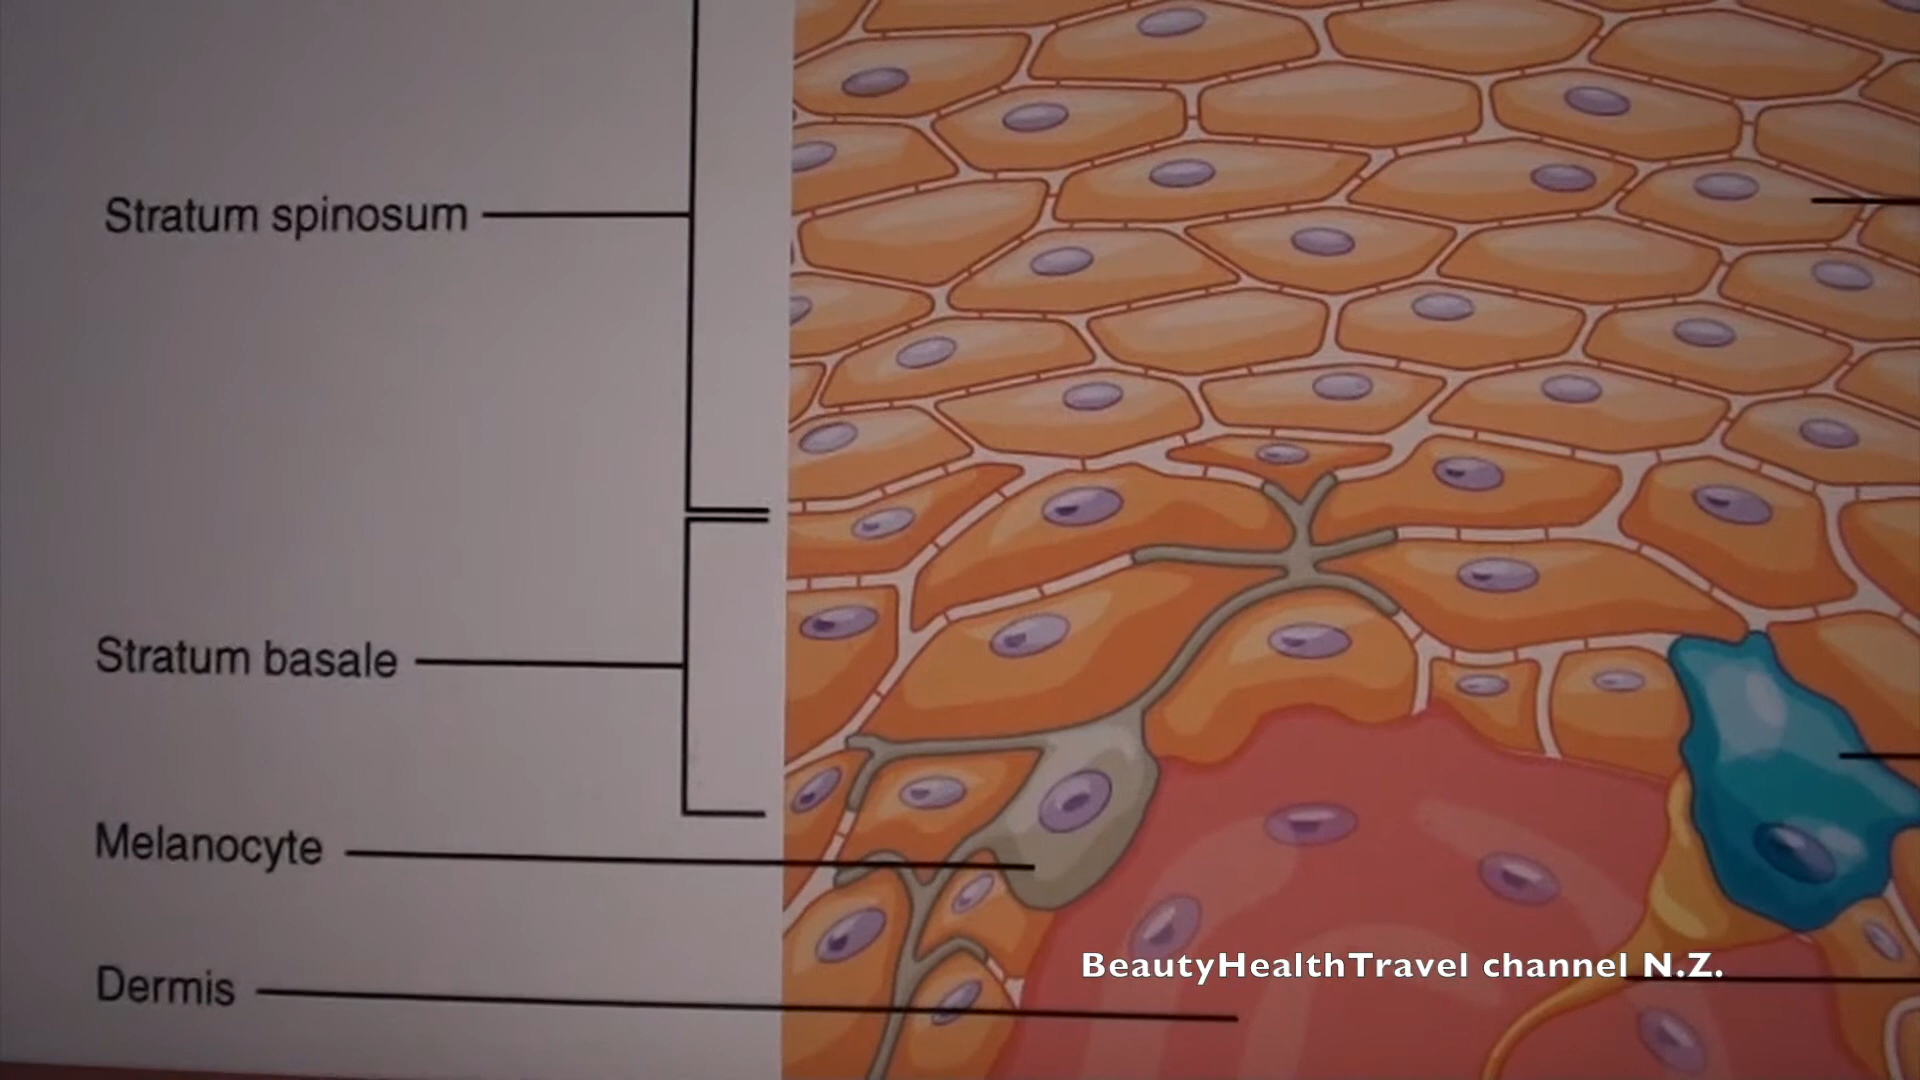 Stratum spinosum
Stratum basale
Melanocyte
Dermis
BeautyHealthTravel channel N.Z.